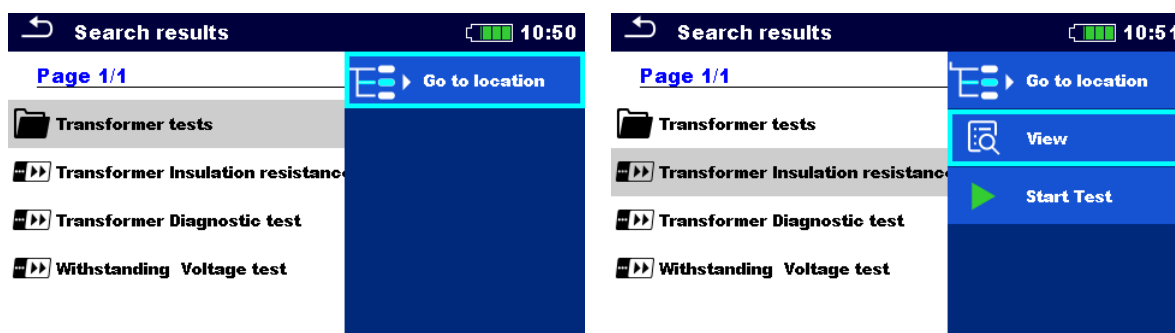 Search results
10:50
Page 1/1
Go to location
Transformer tests
Transformer Insulation resistance
Transformer Diagnostic test
Withstanding Voltage test
Search results
10:51
Page 1/1
Go to location
Transformer tests
View
Transformer Insulation resistance
Start Test
Transformer Diagnostic test
Withstanding Voltage test